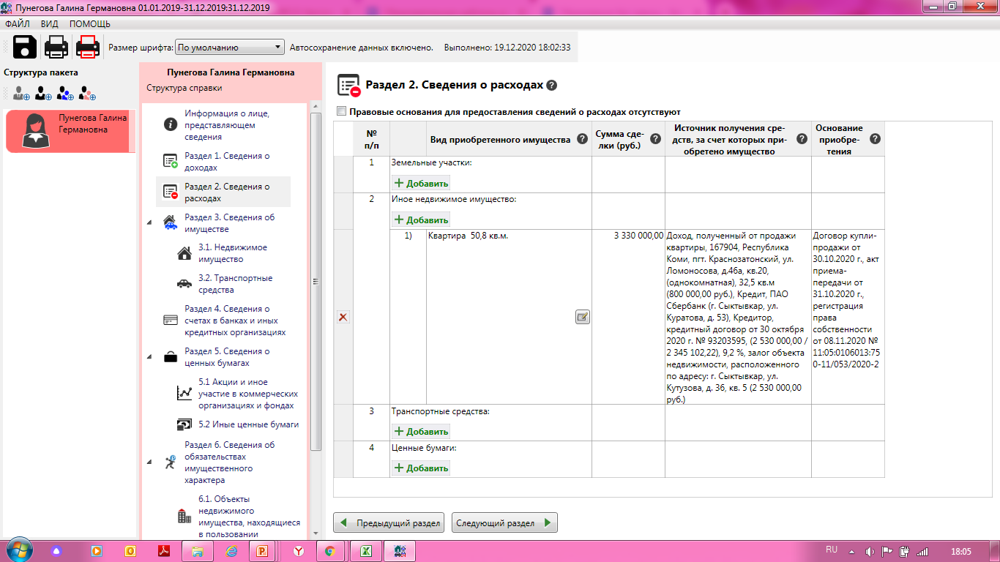 Пунегова Галина Германовна 01.01.2019-31.12.2019:31.12.2019
ФАЙЛ ВИД ПОМОЩЬ
Размер шрифта: По умолчанию Автосохранение данных включено. Выполнено: 19.12.2020 18:02:33
Структура пакета
Пунегова Галина
Германовна
Пунегова Галина Германовна
Структура справки
Информация о лице,
представляющем
сведения
Раздел 1. Сведения о
доходах
Раздел 2. Сведения о
расходах
Раздел 3. Сведения об
имуществе
3.1. Недвижимое
имущество
3.2. Транспортные
средства
Раздел 4. Сведения о
счетах в банках и иных
кредитных организациях
Раздел 5. Сведения о
ценных бумагах
5.1 Акции и иное
участие в коммерческих
организациях и фондах
5.2 Иные ценные бумаги
Раздел 6. Сведения об
обязательствах
имущественного
характера
6.1. Объекты
недвижимого
имущества, находящиеся
в пользовании
Раздел 2. Сведения о расходах ?
Правовые основания для предоставления сведений о расходах отсутствуют
№
п/п
Вид приобретенного имущества ?
Сумма сде-
лки (руб.) ?
Источник получения сре-
дств, за счет которых при-
обретено имущество ?
Основание
приобре-
тения ?
1 Земельные участки:
+ Добавить
2 Иное недвижимое имущество:
+ Добавить
1) Квартира 50,8 кв.м.
3 330 000,00
Доход, полученный от продажи
квартиры, 167904, Республика
Коми, пгт. Краснозатонский, ул.
Ломоносова, д.46а, кв.20,
(однокомнатная), 32,5 кв.м
(800 000,00 руб.), Кредит, ПАО
Сбербанк (г. Сыктывкар, ул.
Куратова, д. 53), Кредитор,
кредитный договор от 30 октября
2020 г. № 93203595, (2 530 000,00 /
2 345 102,22), 9,2 %, залог объекта
недвижимости, расположенного
по адресу: г. Сыктывкар, ул.
Кутузова, д. 36, кв. 5 (2 530 000,00
руб.)
Договор купли-
продажи от
30.10.2020 г., акт
приема-
передачи от
31.10.2020 г.,
регистрация
права
собственности
от 08.11.2020 №
11:05:0106013:75
0-11/053/2020-2
3 Транспортные средства:
+ Добавить
4 Ценные бумаги:
+ Добавить
Предыдущий раздел
Следующий раздел
RU 18:05